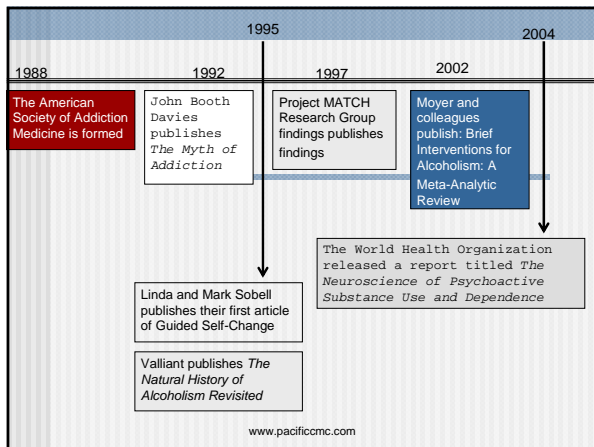 1995
2004
1988
1992
1997
2002
The American
Society of Addiction
Medicine is formed
John Booth
Davies
publishes
The Myth of
Addiction
Project MATCH
Research Group
findings publishes
findings
Moyer and
colleagues
publish: Brief
Interventions for
Alcoholism: A
Meta-Analytic
Review
The World Health Organization
released a report titled The
Neuroscience of Psychoactive
Substance Use and Dependence
Linda and Mark Sobell
publishes their first article
of Guided Self-Change
Valliant publishes The
Natural History of
Alcoholism Revisited
www.pacificcmc.com